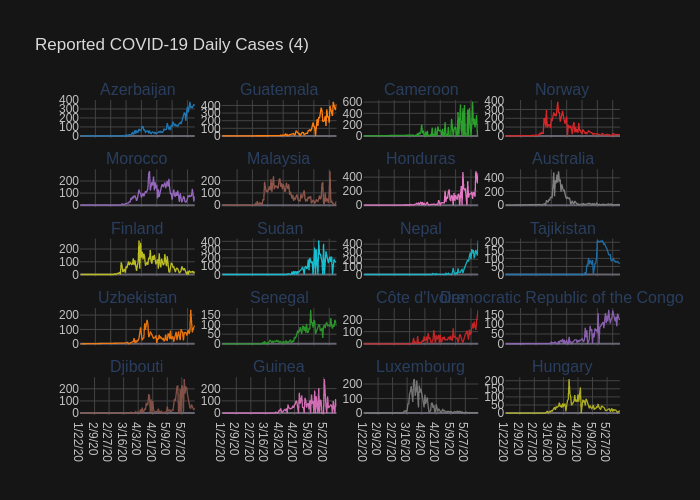 Reported COVID-19 Daily Cases (4)
Azerbaijan Guatemala Cameroon Norway
400 300 200 100 0
400 300 200 100 0
600 400 200 0
400 300 200 100 0
Morocco Malaysia Honduras Australia
200 100 0
200 100 0
400 200 0
400 200 0
Finland Sudan Nepal Tajikistan
200 100 0
400 300 200 100 0
300 200 100 0
200 150 100 50 0
Uzbekistan Senegal Côte d'Ivoire Democratic Republic of the Congo
200 100 0
150 100 50 0
200 100 0
150 100 50 0
Djibouti Guinea Luxembourg Hungary
200 100 0
200 100 0
200 100 0
200 150 100 50
1/22/20 2/9/20 2/27/20 3/16/20 4/3/20 4/21/20 5/9/20 5/27/20
1/22/20 2/9/20 2/27/20 3/16/20 4/3/20 4/21/20 5/9/20 5/27/20
1/22/20 2/9/20 2/27/20 3/16/20 4/3/20 4/21/20 5/9/20 5/27/20
1/22/20 2/9/20 2/27/20 3/16/20 4/3/20 4/21/20 5/9/20 5/27/20